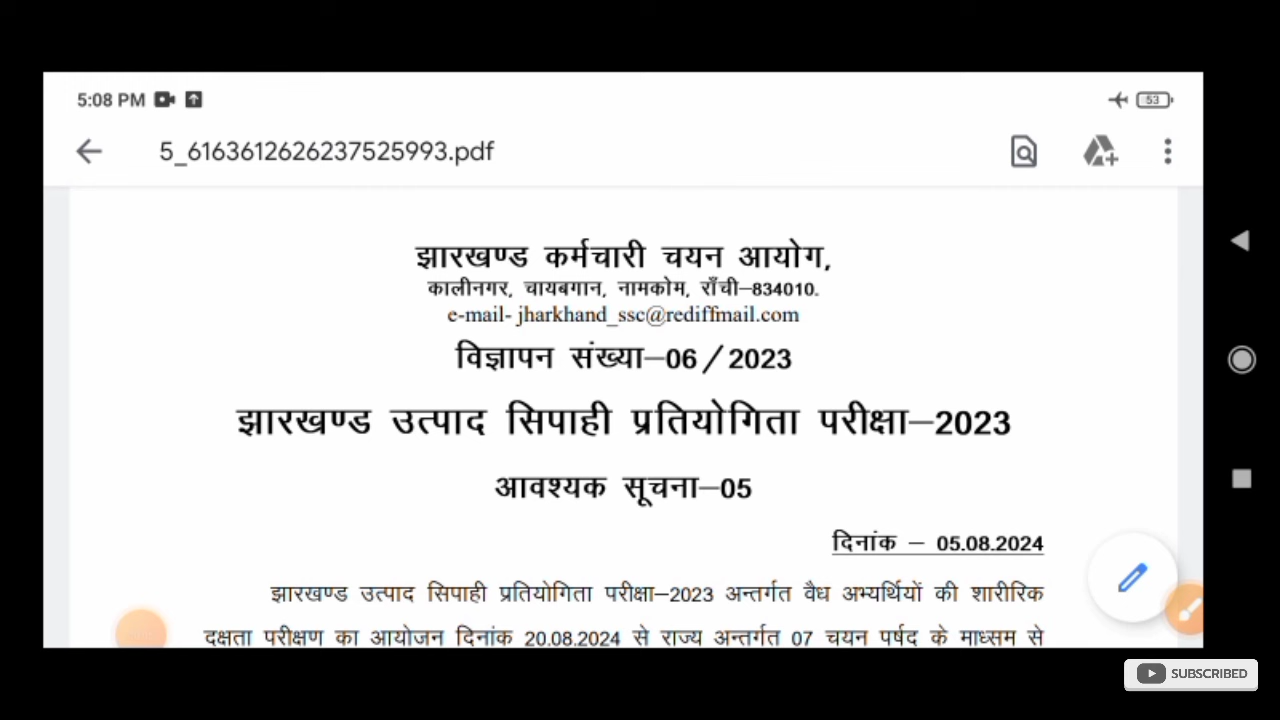 5:08 PM
53
5_6163612626237525993.pdf
झारखण्ड कर्मचारी चयन आयोग,
कालीनगर, चायबगान, नामकोम, राँची–834010.
e-mail- jharkhand_ssc@rediffmail.com
विज्ञापन संख्या–06/2023
झारखण्ड उत्पाद सिपाही प्रतियोगिता परीक्षा–2023
आवश्यक सूचना–05
दिनांक – 05.08.2024
झारखण्ड उत्पाद सिपाही प्रतियोगिता परीक्षा–2023 अन्तर्गत वैध अभ्यर्थियों की शारीरिक
दक्षता परीक्षण का आयोजन दिनांक 20.08.2024 से राज्य अन्तर्गत 07 चयन पर्षद के माध्सम से
SUBSCRIBED